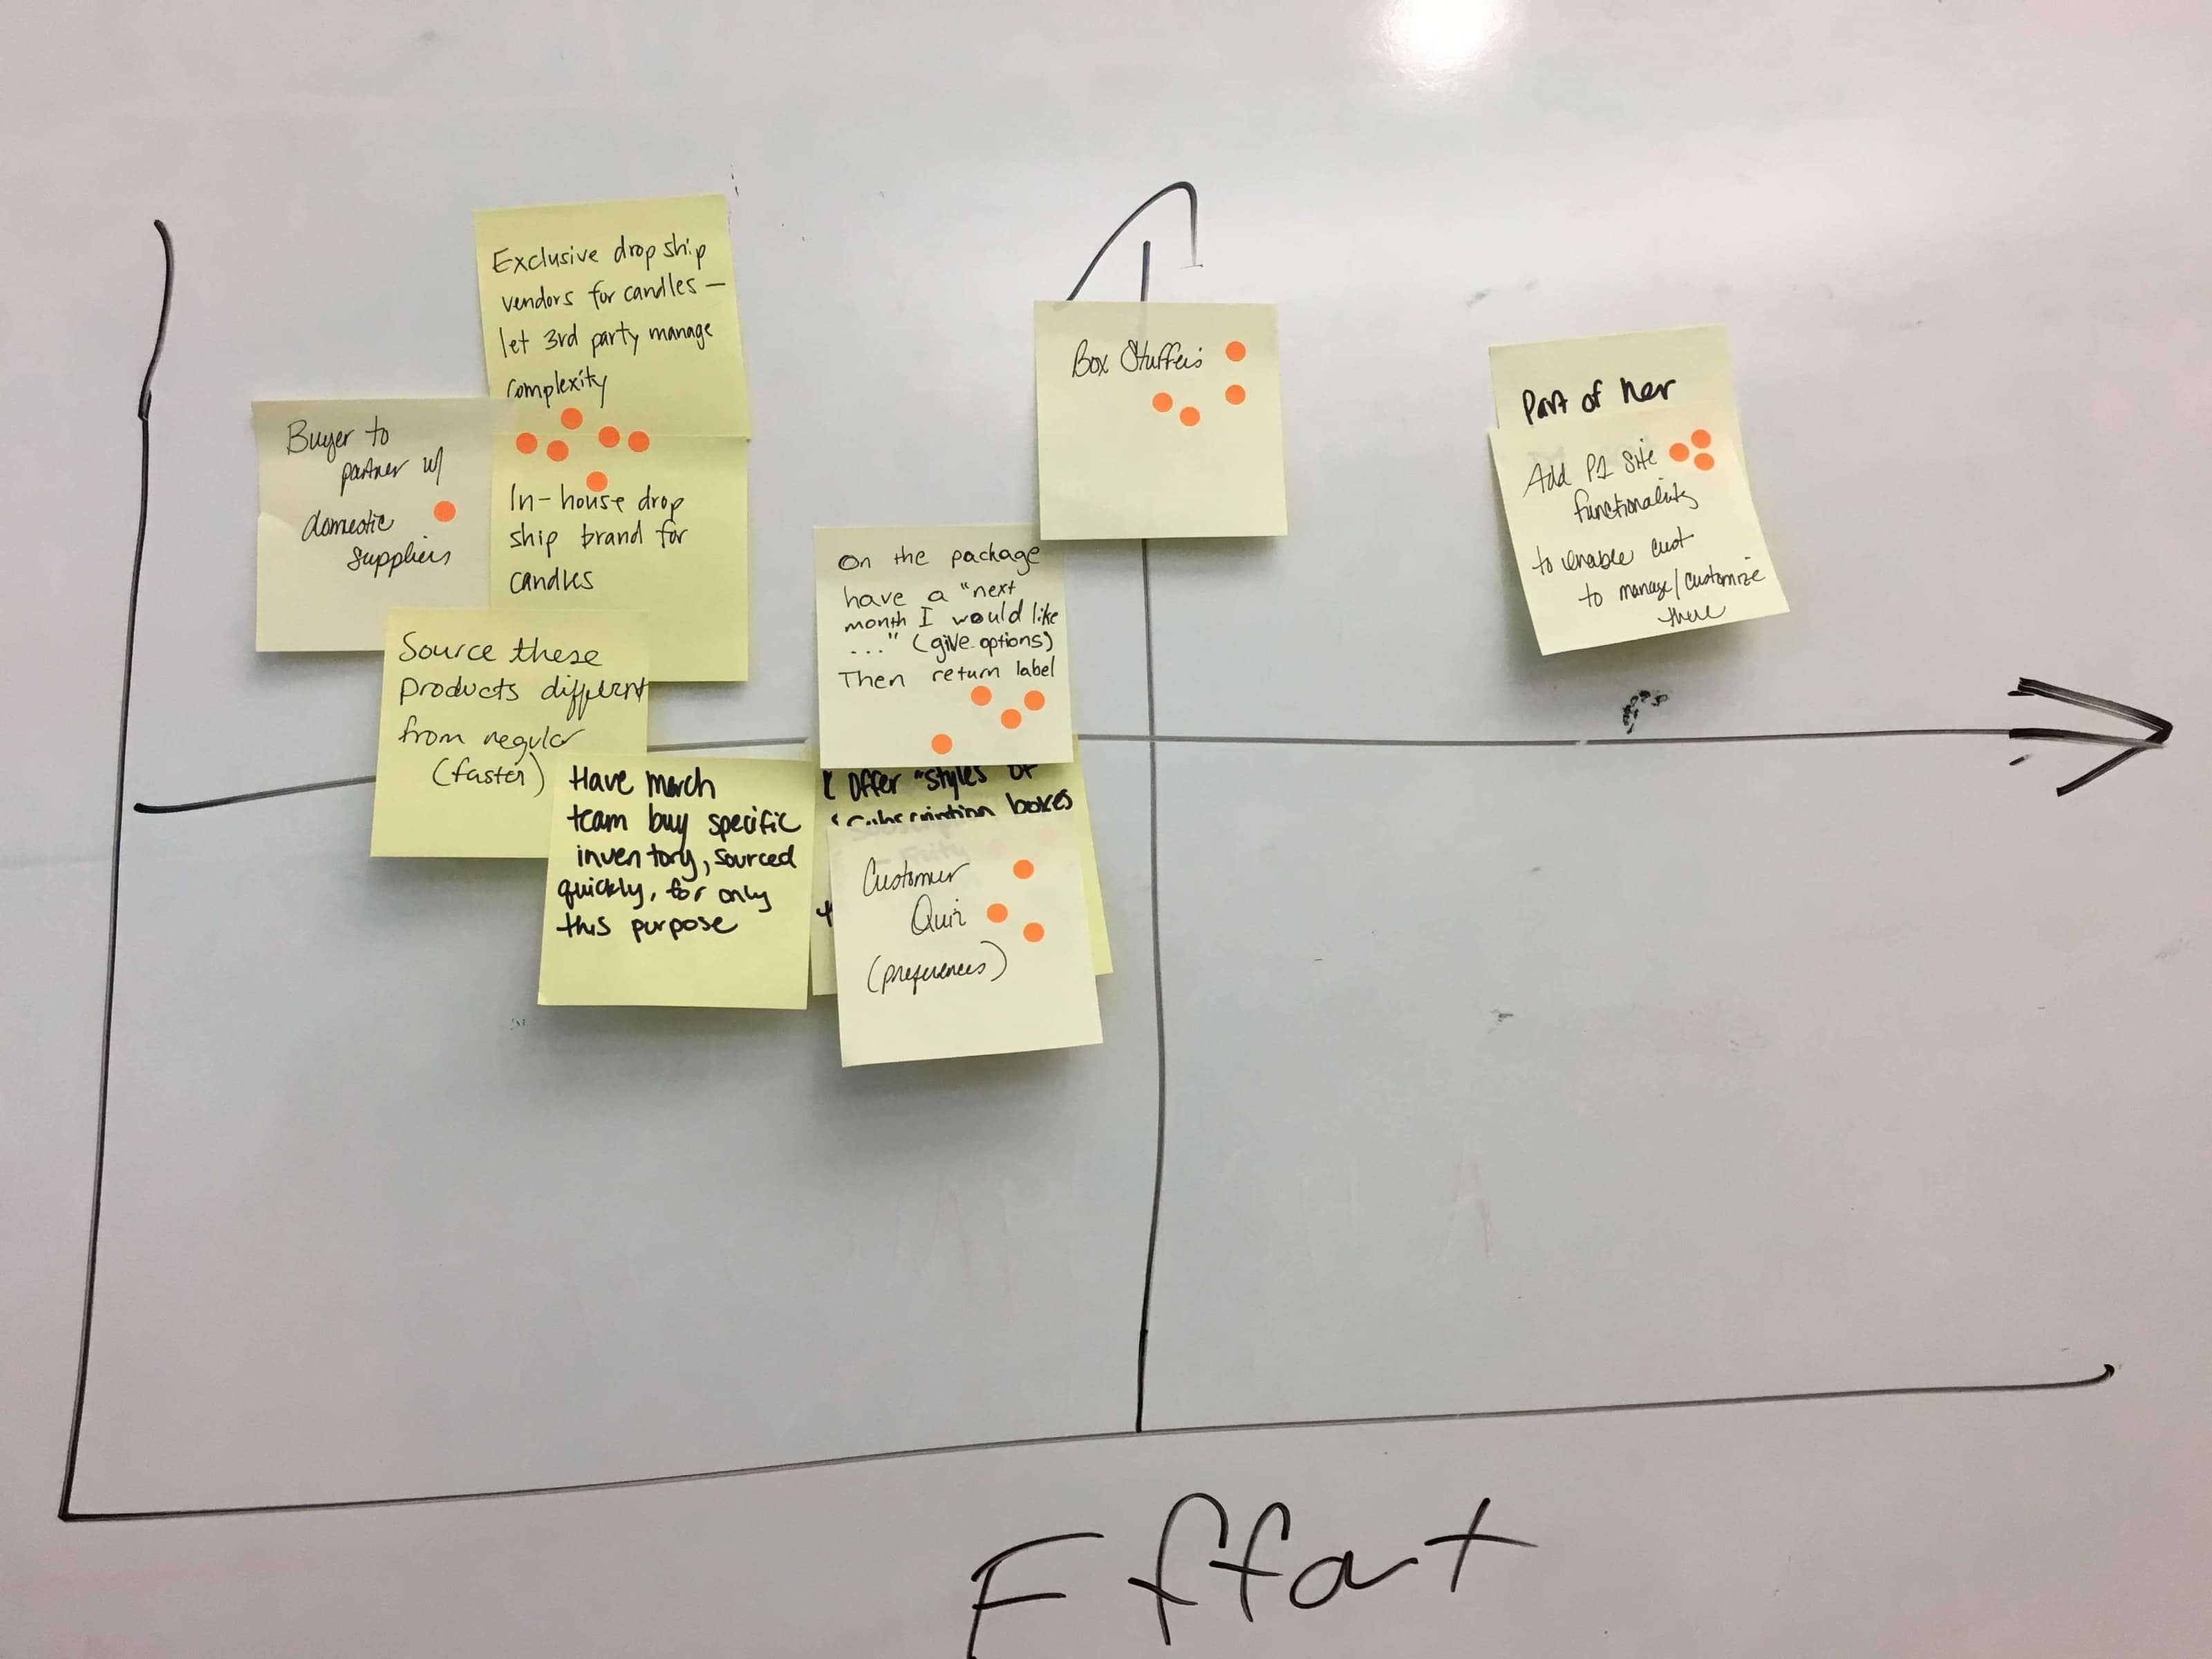 Exclusive drop ship
vendors for candles —
let 3rd party manage
complexity
Buyer to
partner w/
domestic
suppliers
In-house drop
ship brand for
candles
Source these
products different
from regular
(faster)
Have merch
team buy specific
inventory, sourced
quickly, for only
this purpose
On the package
have a "next
month I would like
..." (give options)
Then return label
Offer "styles" of
subscription boxes
Customer
Quiz
(preferences)
Box Stuffers
Part of her
Add P1 site
functionality
to enable cust
to manage/customize
there
Effort